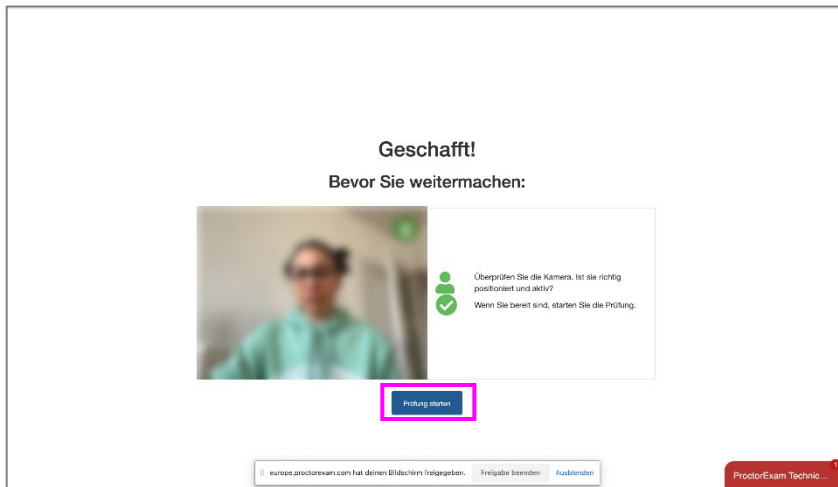 Geschafft!
Bevor Sie weitermachen:
Überprüfen Sie die Kamera. Ist sie richtig
positioniert und aktiv?
Wenn Sie bereit sind, starten Sie die Prüfung.
Prüfung starten
europe.proctorexam.com hat deinen Bildschirm freigegeben. Freigabe beenden Ausblenden
1
ProctorExam Technic...